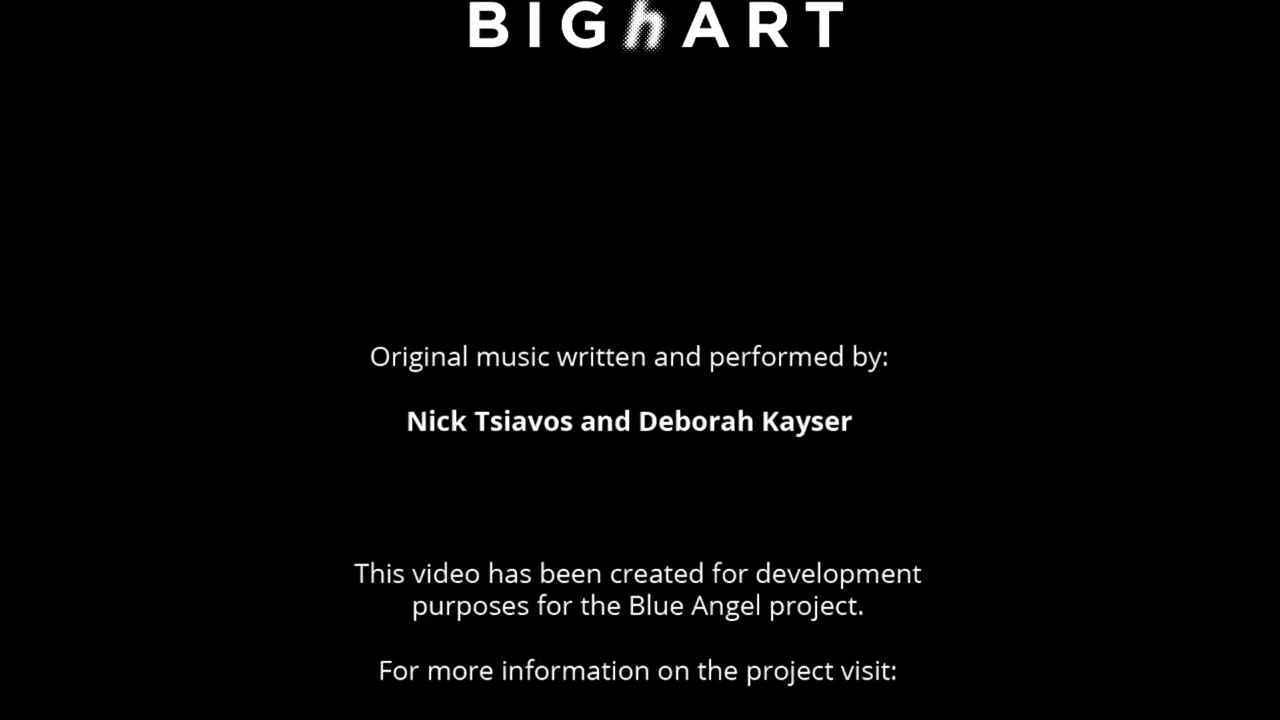 BIGhART
Original music written and performed by:
Nick Tsiavos and Deborah Kayser
This video has been created for development
purposes for the Blue Angel project.
For more information on the project visit: